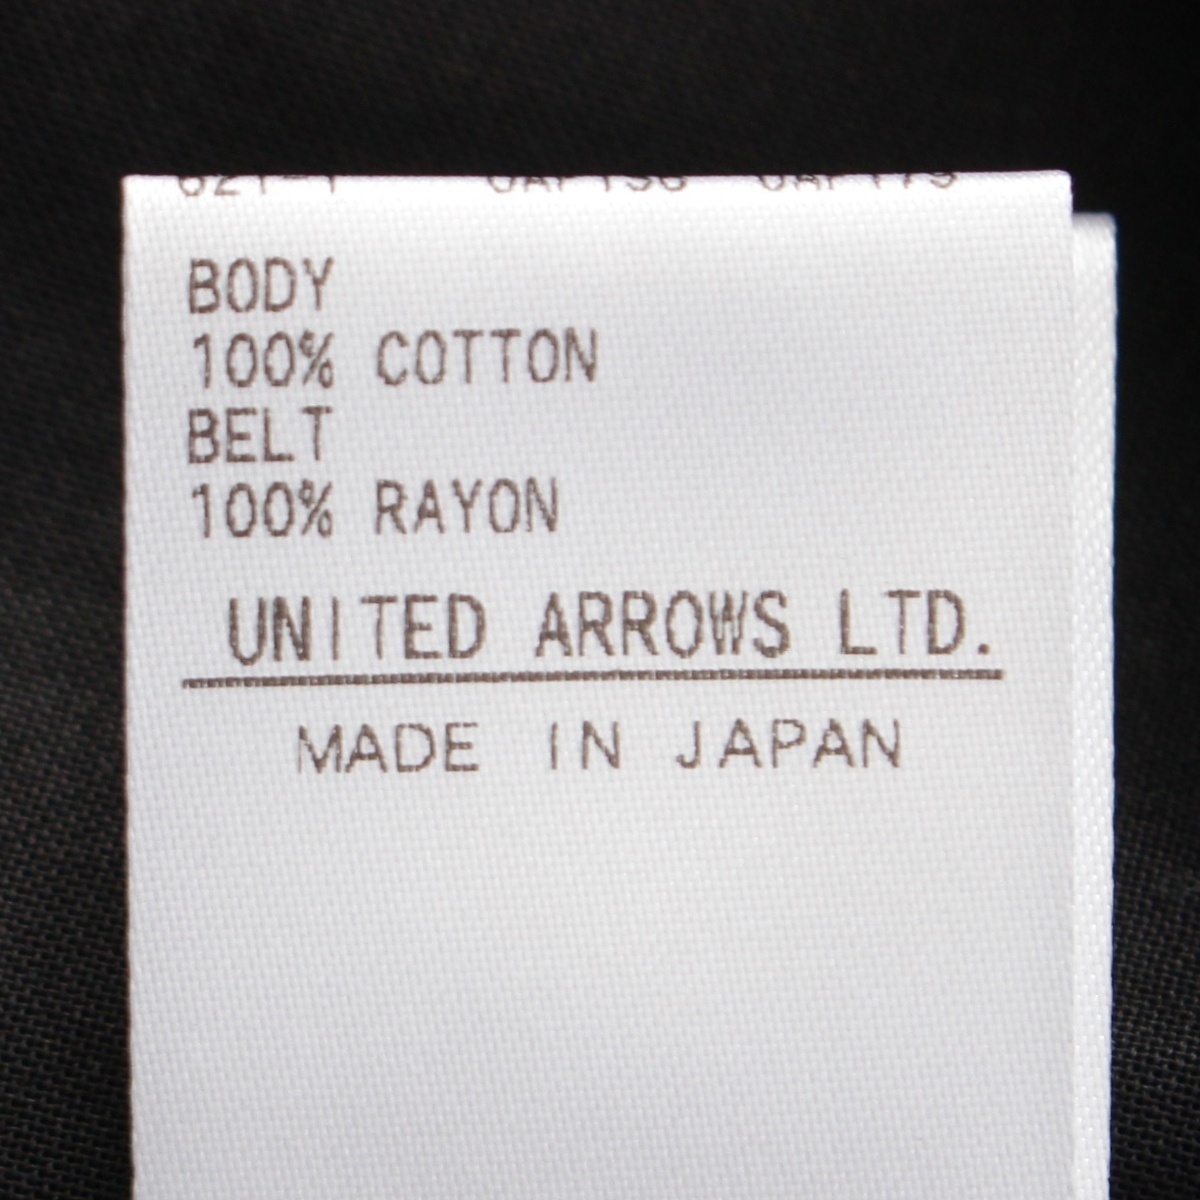 BODY
100% COTTON
BELT
100% RAYON
UNITED ARROWS LTD.
MADE IN JAPAN